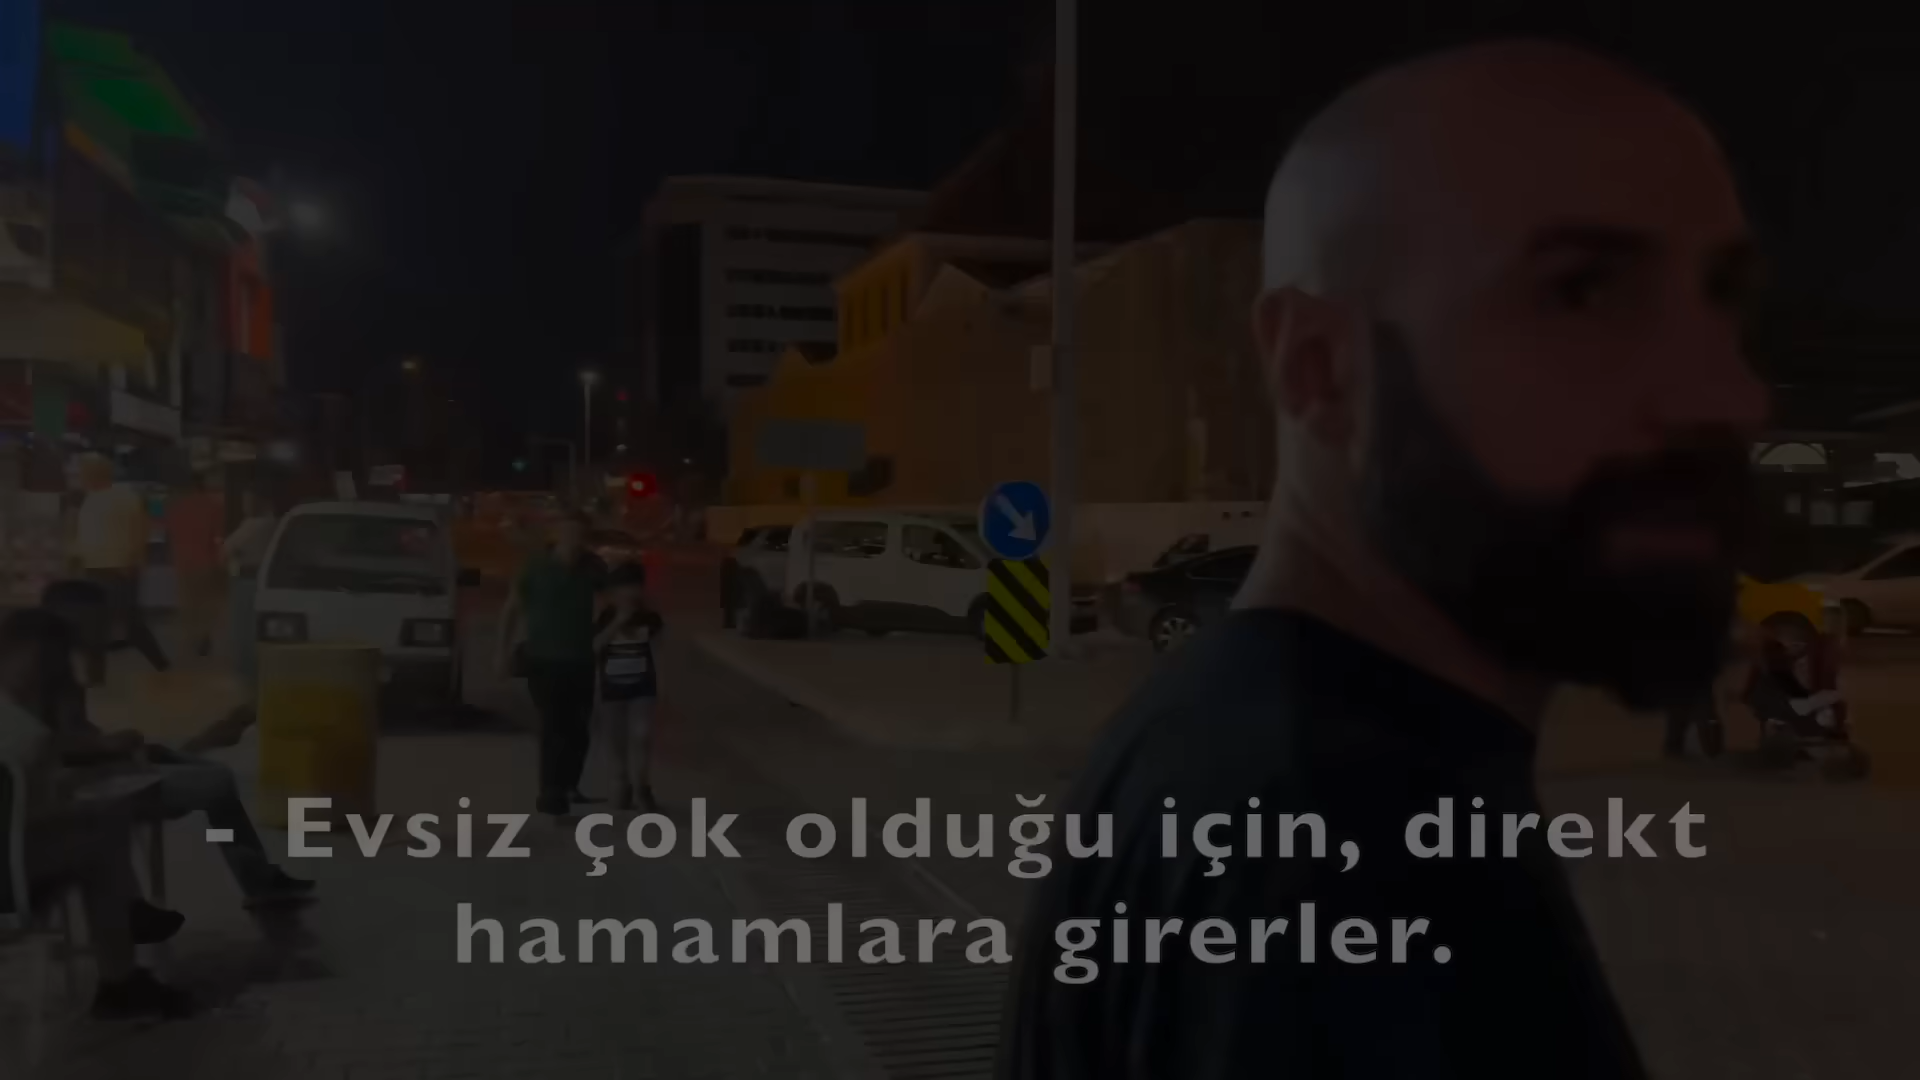 - Evsiz çok olduğu için, direkt
hamamlara girerler.